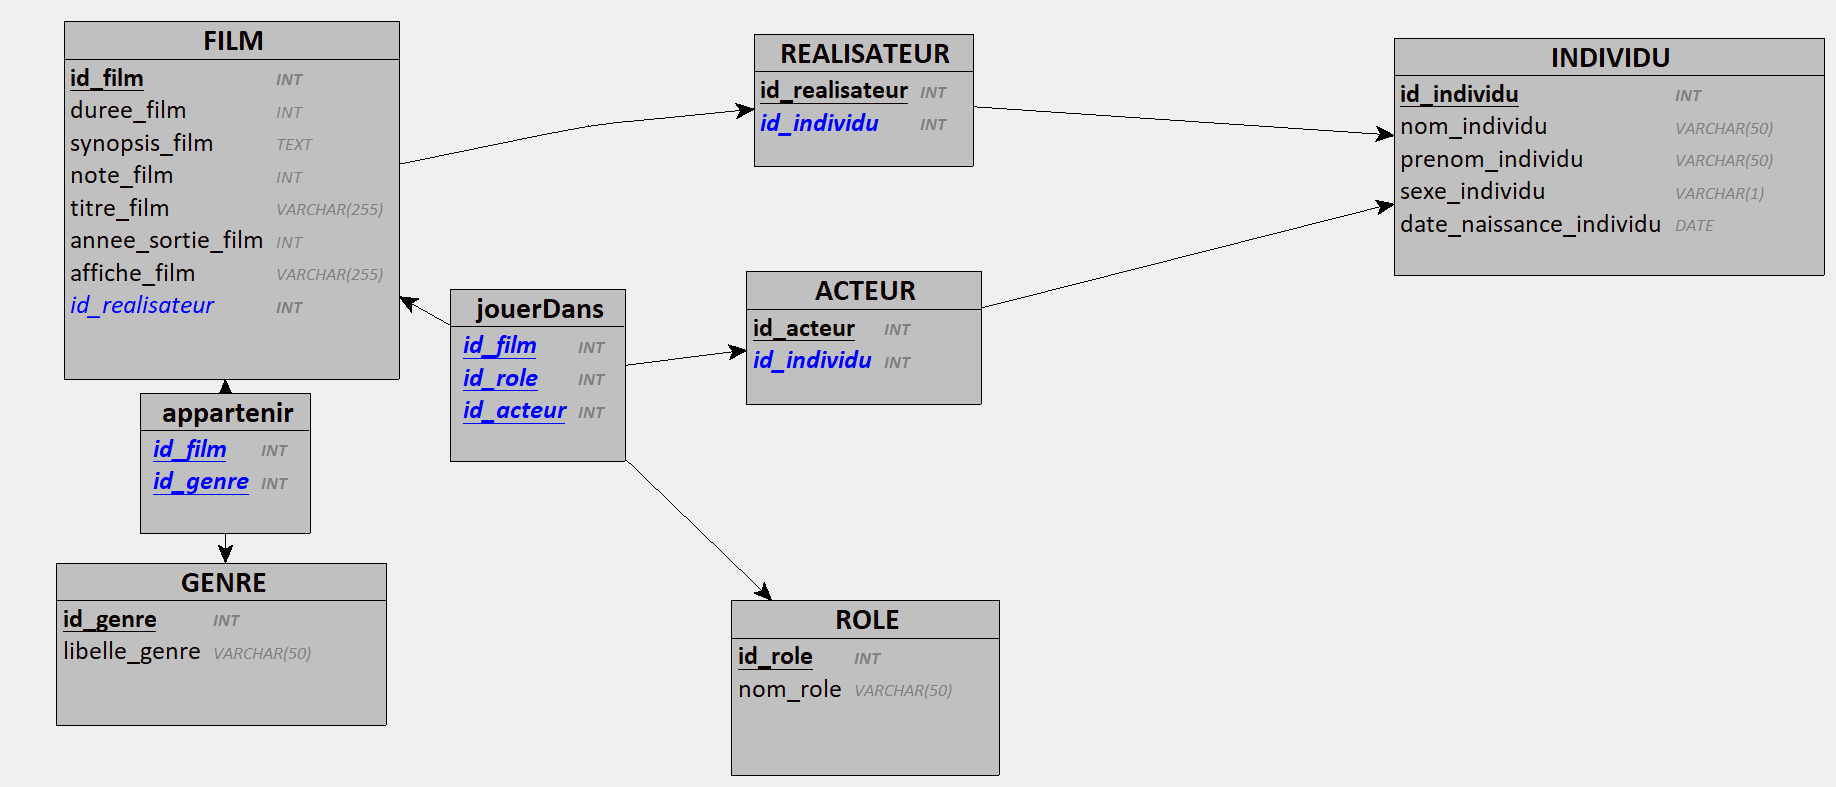 FILM
id_film INT
duree_film INT
synopsis_film TEXT
note_film INT
titre_film VARCHAR(255)
annee_sortie_film INT
affiche_film VARCHAR(255)
id_realisateur INT
REALISATEUR
id_realisateur INT
id_individu INT
INDIVIDU
id_individu INT
nom_individu VARCHAR(50)
prenom_individu VARCHAR(50)
sexe_individu VARCHAR(1)
date_naissance_individu DATE
jouerDans
id_film INT
id_role INT
id_acteur INT
ACTEUR
id_acteur INT
id_individu INT
appartenir
id_film INT
id_genre INT
GENRE
id_genre INT
libelle_genre VARCHAR(50)
ROLE
id_role INT
nom_role VARCHAR(50)